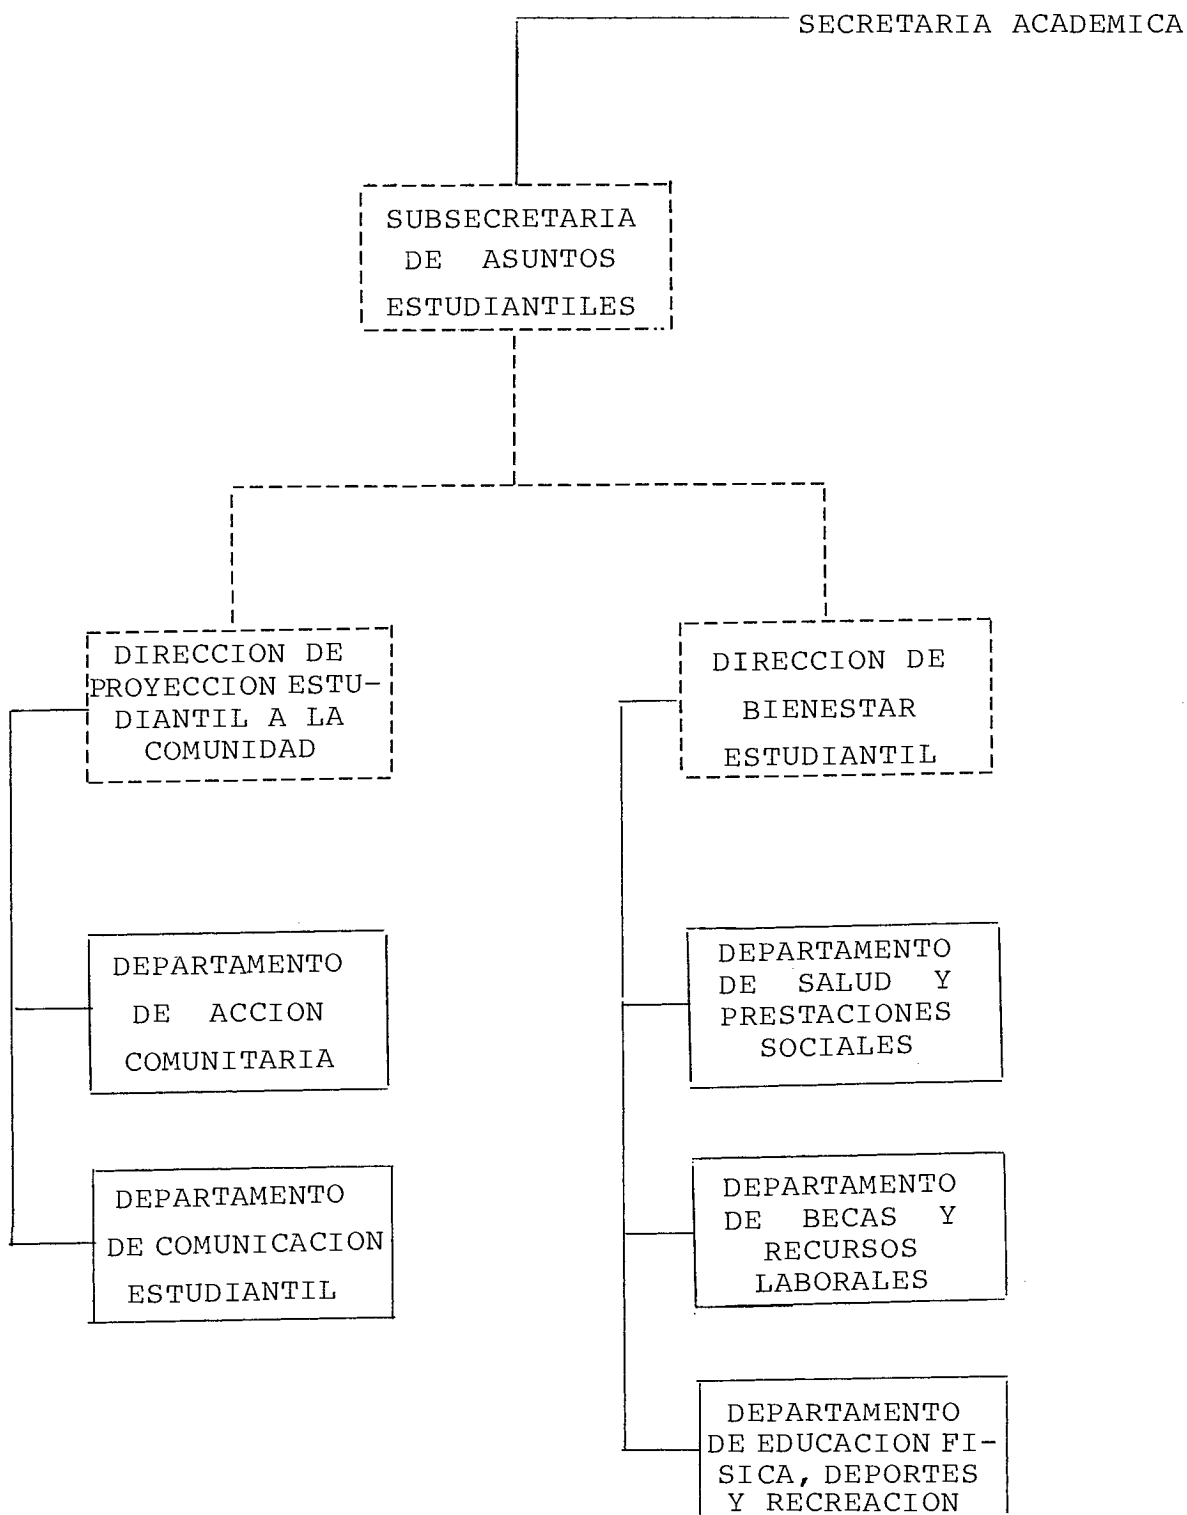 SECRETARIA ACADEMICA
SUBSECRETARIA
DE ASUNTOS
ESTUDIANTILES
DIRECCION DE
PROYECCION ESTU-
DIANTIL A LA
COMUNIDAD
DIRECCION DE
BIENESTAR
ESTUDIANTIL
DEPARTAMENTO
DE ACCION
COMUNITARIA
DEPARTAMENTO
DE SALUD Y
PRESTACIONES
SOCIALES
DEPARTAMENTO
DE COMUNICACION
ESTUDIANTIL
DEPARTAMENTO
DE BECAS Y
RECURSOS
LABORALES
DEPARTAMENTO
DE EDUCACION FI-
SICA, DEPORTES
Y RECREACION